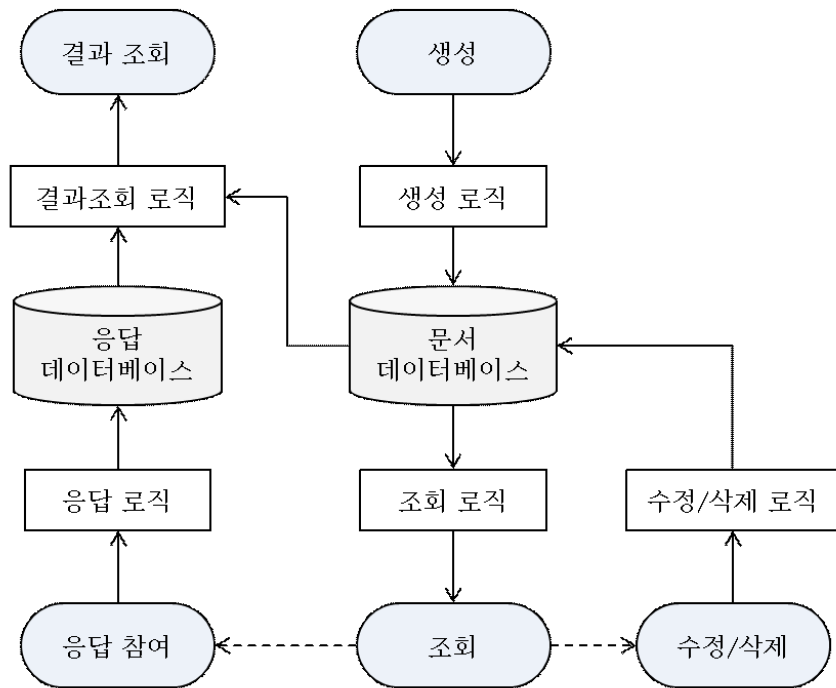 결과 조회
생성
결과조회 로직
생성 로직
응답
데이터베이스
문서
데이터베이스
응답 로직
조회 로직
수정/삭제 로직
응답 참여
조회
수정/삭제